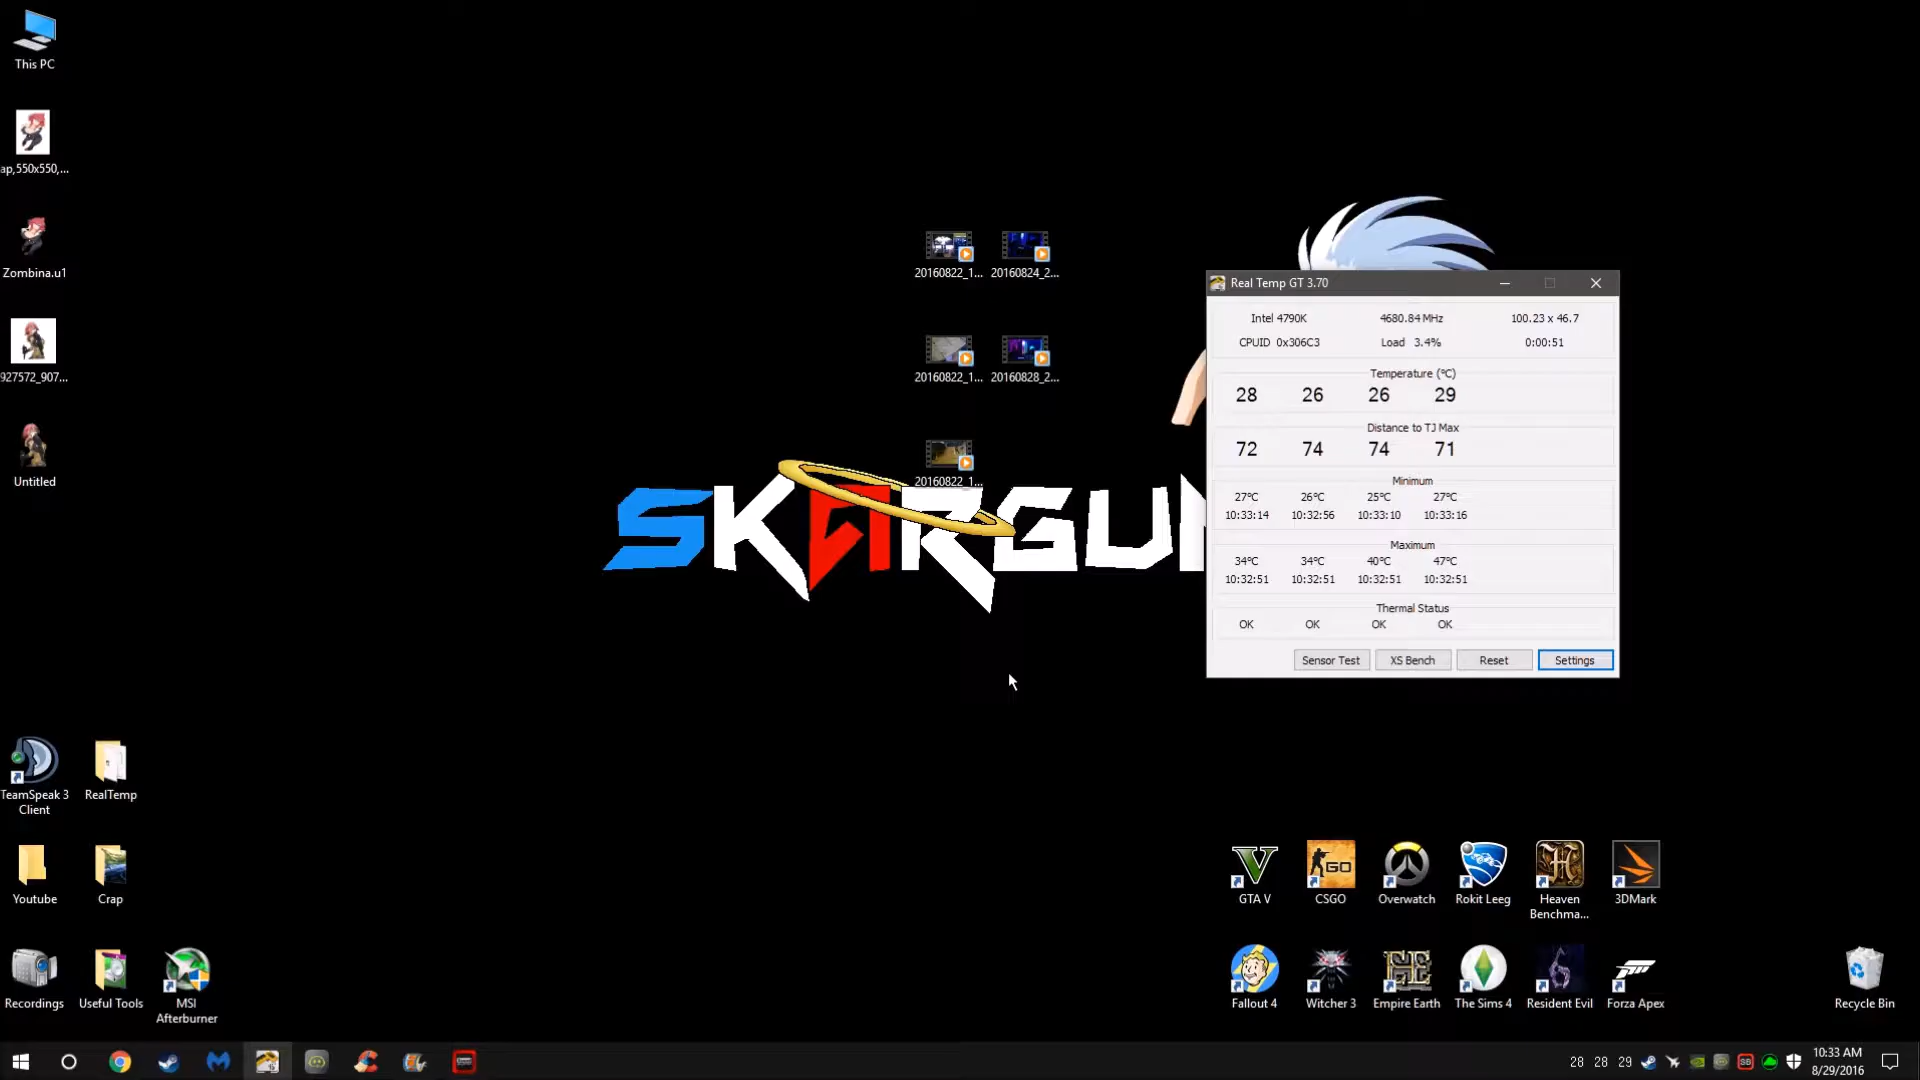 This PC
ap,550x550,...
Zombina.u1
927572_907...
Untitled
20160822_1...
20160824_2...
20160822_1...
20160828_2...
20160822_1...
SKARGUN
Real Temp GT 3.70
Intel 4790K 4680.84 MHz 100.23 x 46.7
CPUID 0x306C3 Load 3.4% 0:00:51
Temperature (°C)
28 26 26 29
Distance to TJ Max
72 74 74 71
Minimum
27°C 26°C 25°C 27°C
10:33:14 10:32:56 10:33:10 10:33:16
Maximum
34°C 34°C 40°C 47°C
10:32:51 10:32:51 10:32:51 10:32:51
Thermal Status
OK OK OK OK
Sensor Test XS Bench Reset Settings
TeamSpeak 3
Client
RealTemp
Youtube
Crap
Recordings
Useful Tools
MSI
Afterburner
GTA V
GO
CSGO
Overwatch
Rokit Leeg
Heaven
Benchma...
3DMark
Fallout 4
Witcher 3
Empire Earth
The Sims 4
Resident Evil
Forza Apex
Recycle Bin
28 28 29
10:33 AM
8/29/2016